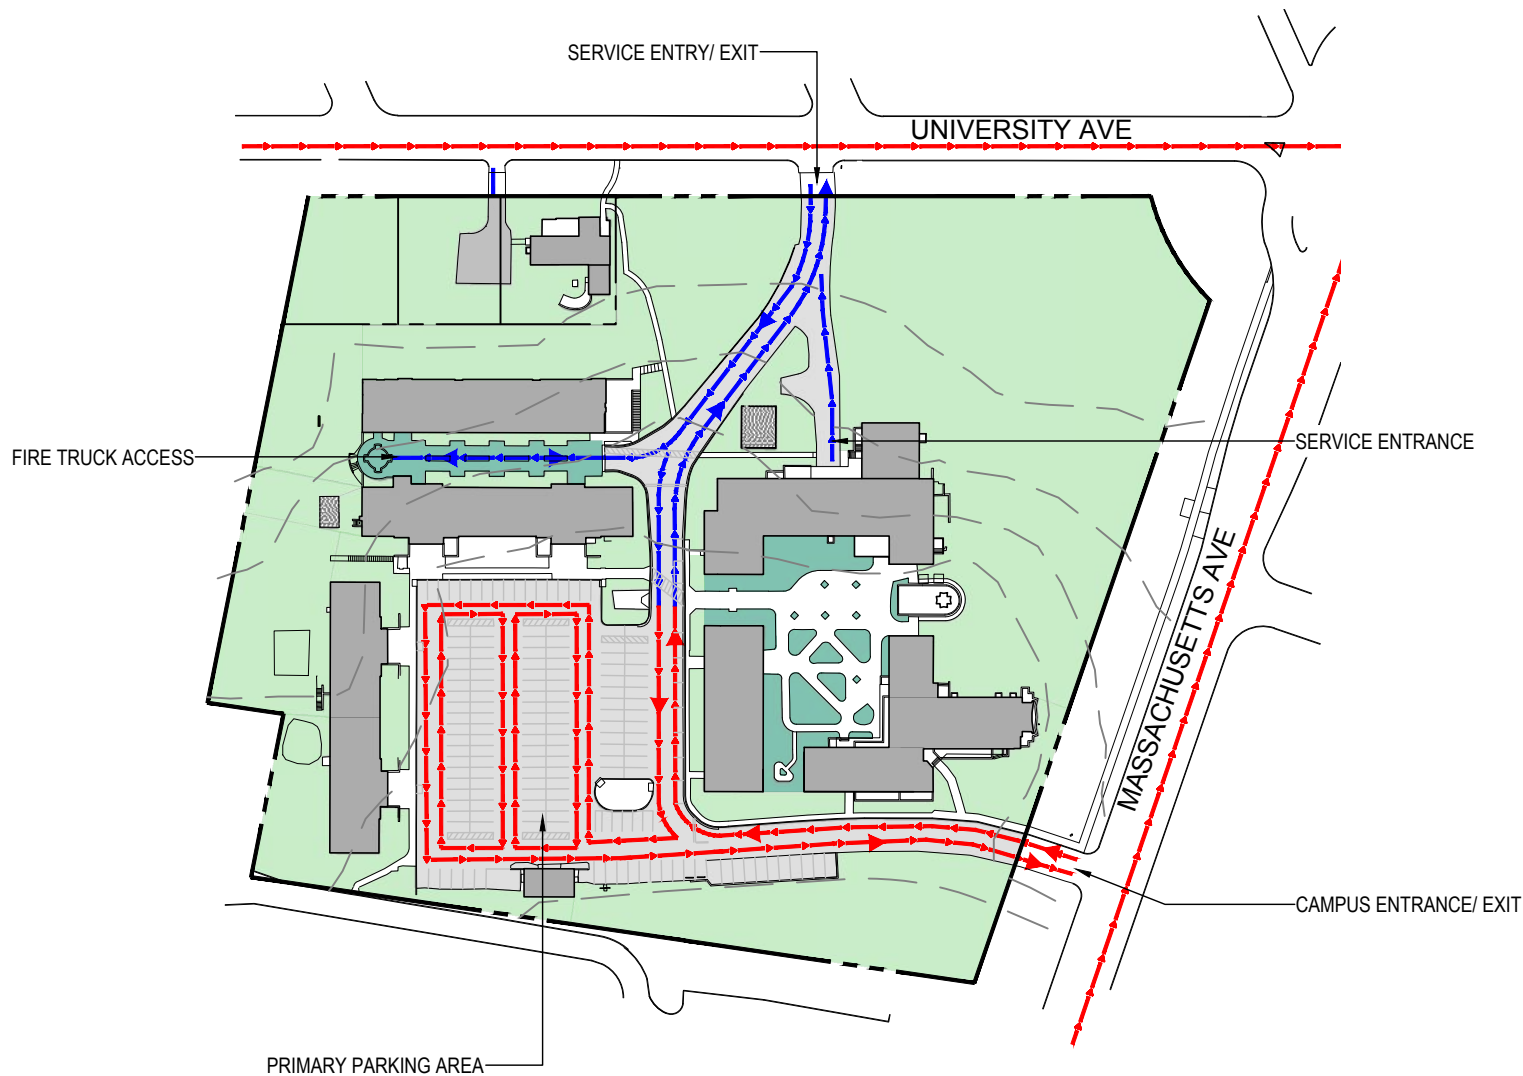 SERVICE ENTRY/ EXIT
UNIVERSITY AVE
FIRE TRUCK ACCESS
SERVICE ENTRANCE
MASSACHUSETTS AVE
CAMPUS ENTRANCE/ EXIT
PRIMARY PARKING AREA